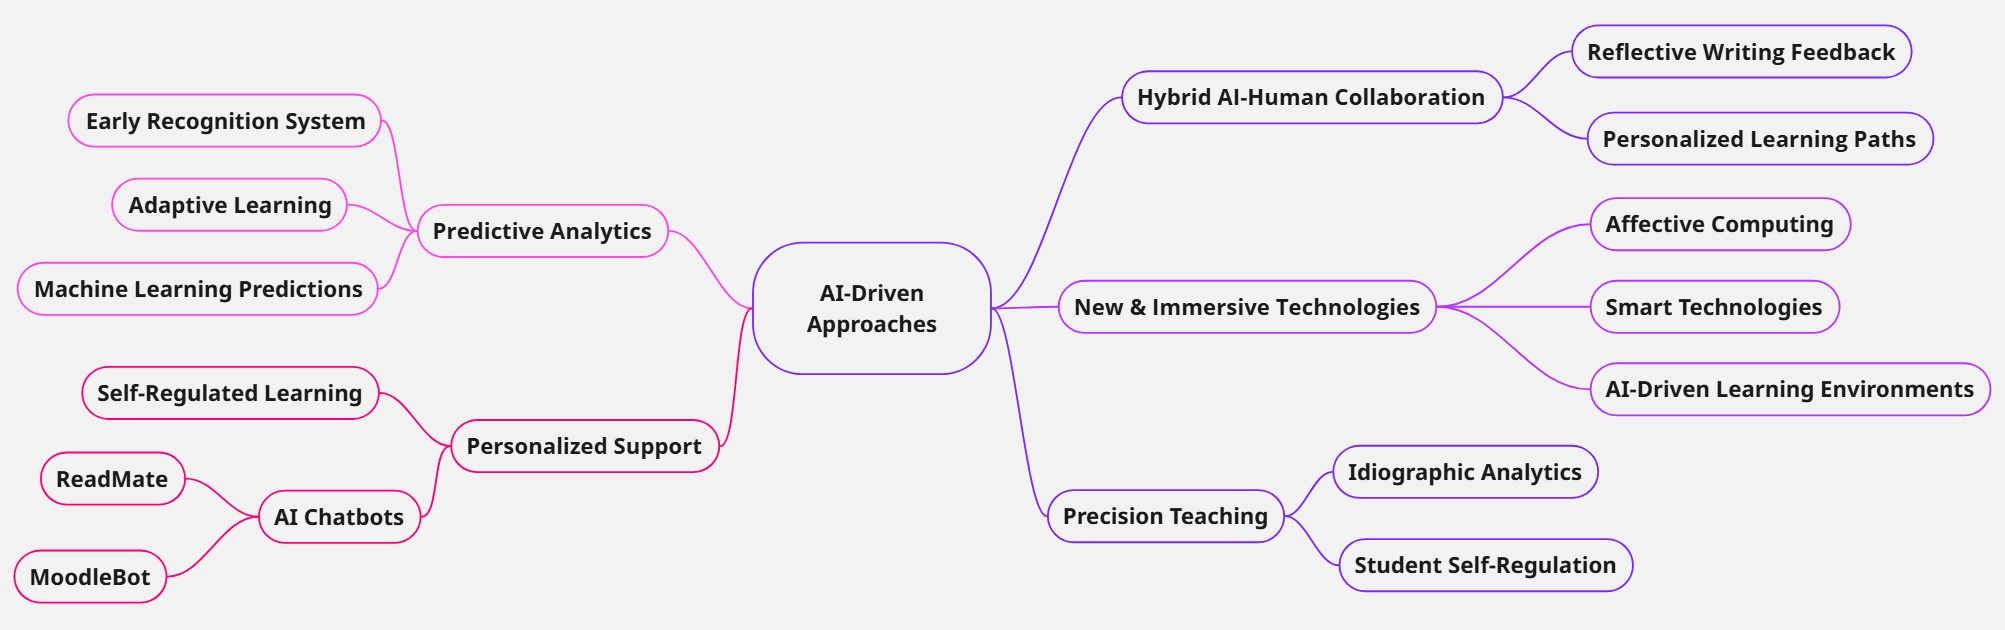 AI-Driven
Approaches
Predictive Analytics
Early Recognition System
Adaptive Learning
Machine Learning Predictions
Personalized Support
Self-Regulated Learning
AI Chatbots
ReadMate
MoodleBot
Hybrid AI-Human Collaboration
Reflective Writing Feedback
Personalized Learning Paths
New & Immersive Technologies
Affective Computing
Smart Technologies
AI-Driven Learning Environments
Precision Teaching
Idiographic Analytics
Student Self-Regulation